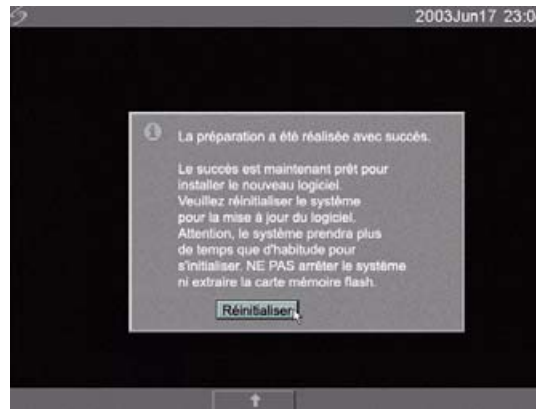 2003Jun17 23:0
La préparation a été réalisée avec succès.
Le succès est maintenant prêt pour
installer le nouveau logiciel.
Veuillez réinitialiser le système
pour la mise à jour du logiciel.
Attention, le système prendra plus
de temps que d'habitude pour
s'initialiser. NE PAS arrêter le système
ni extraire la carte mémoire flash.
Réinitialiser